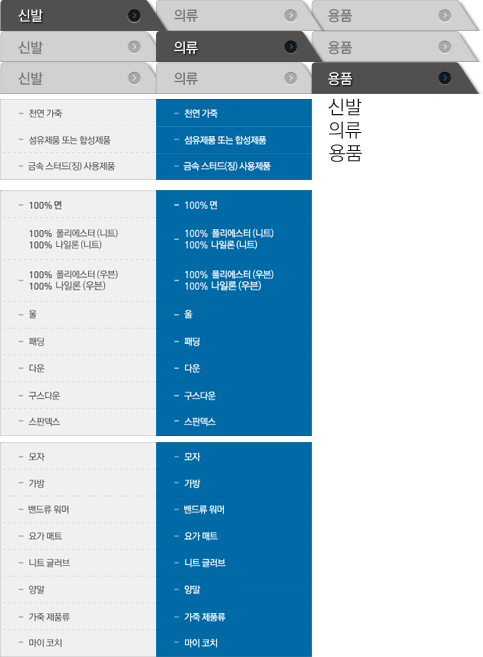 신발 의류 용품
신발 의류 용품
신발 의류 용품
신발
의류
용품
- 천연 가죽 - 천연 가죽
- 섬유제품 또는 합성제품 - 섬유제품 또는 합성제품
- 금속 스터드(징) 사용제품 - 금속 스터드(징) 사용제품
- 100% 면 - 100% 면
100% 폴리에스터 (니트) 100% 폴리에스터 (니트)
- 100% 나일론 (니트) - 100% 나일론 (니트)
100% 폴리에스터 (우븐) 100% 폴리에스터 (우븐)
- 100% 나일론 (우븐) - 100% 나일론 (우븐)
- 울 - 울
- 패딩 - 패딩
- 다운 - 다운
- 구스다운 - 구스다운
- 스판덱스 - 스판덱스
- 모자 - 모자
- 가방 - 가방
- 밴드류 워머 - 밴드류 워머
- 요가 매트 - 요가 매트
- 니트 글러브 - 니트 글러브
- 양말 - 양말
- 가죽 제품류 - 가죽 제품류
- 마이 코치 - 마이 코치